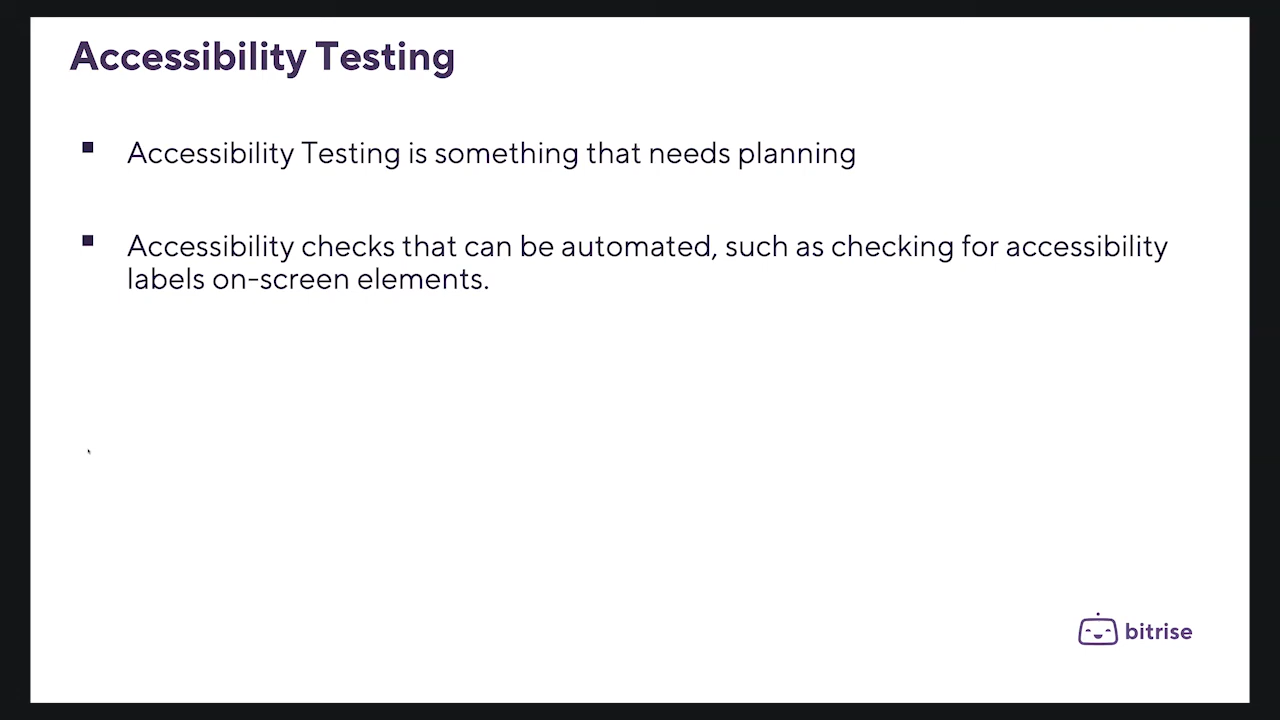 Accessibility Testing
Accessibility Testing is something that needs planning
Accessibility checks that can be automated, such as checking for accessibility
labels on-screen elements.
bitrise